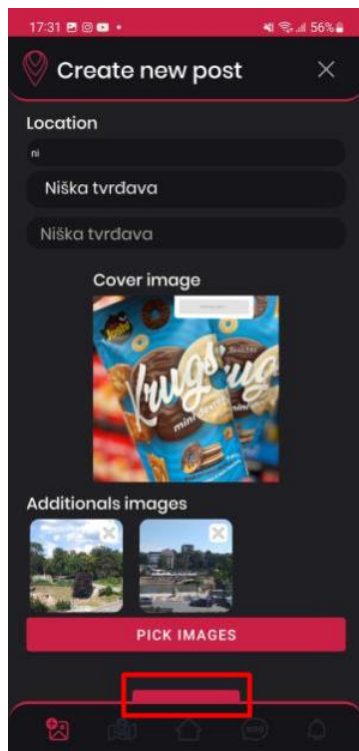 17:31 56%
Create new post
Location
ni
Niška tvrđava
Niška tvrđava
Cover image
Krugs
mini
Additionals images
PICK IMAGES